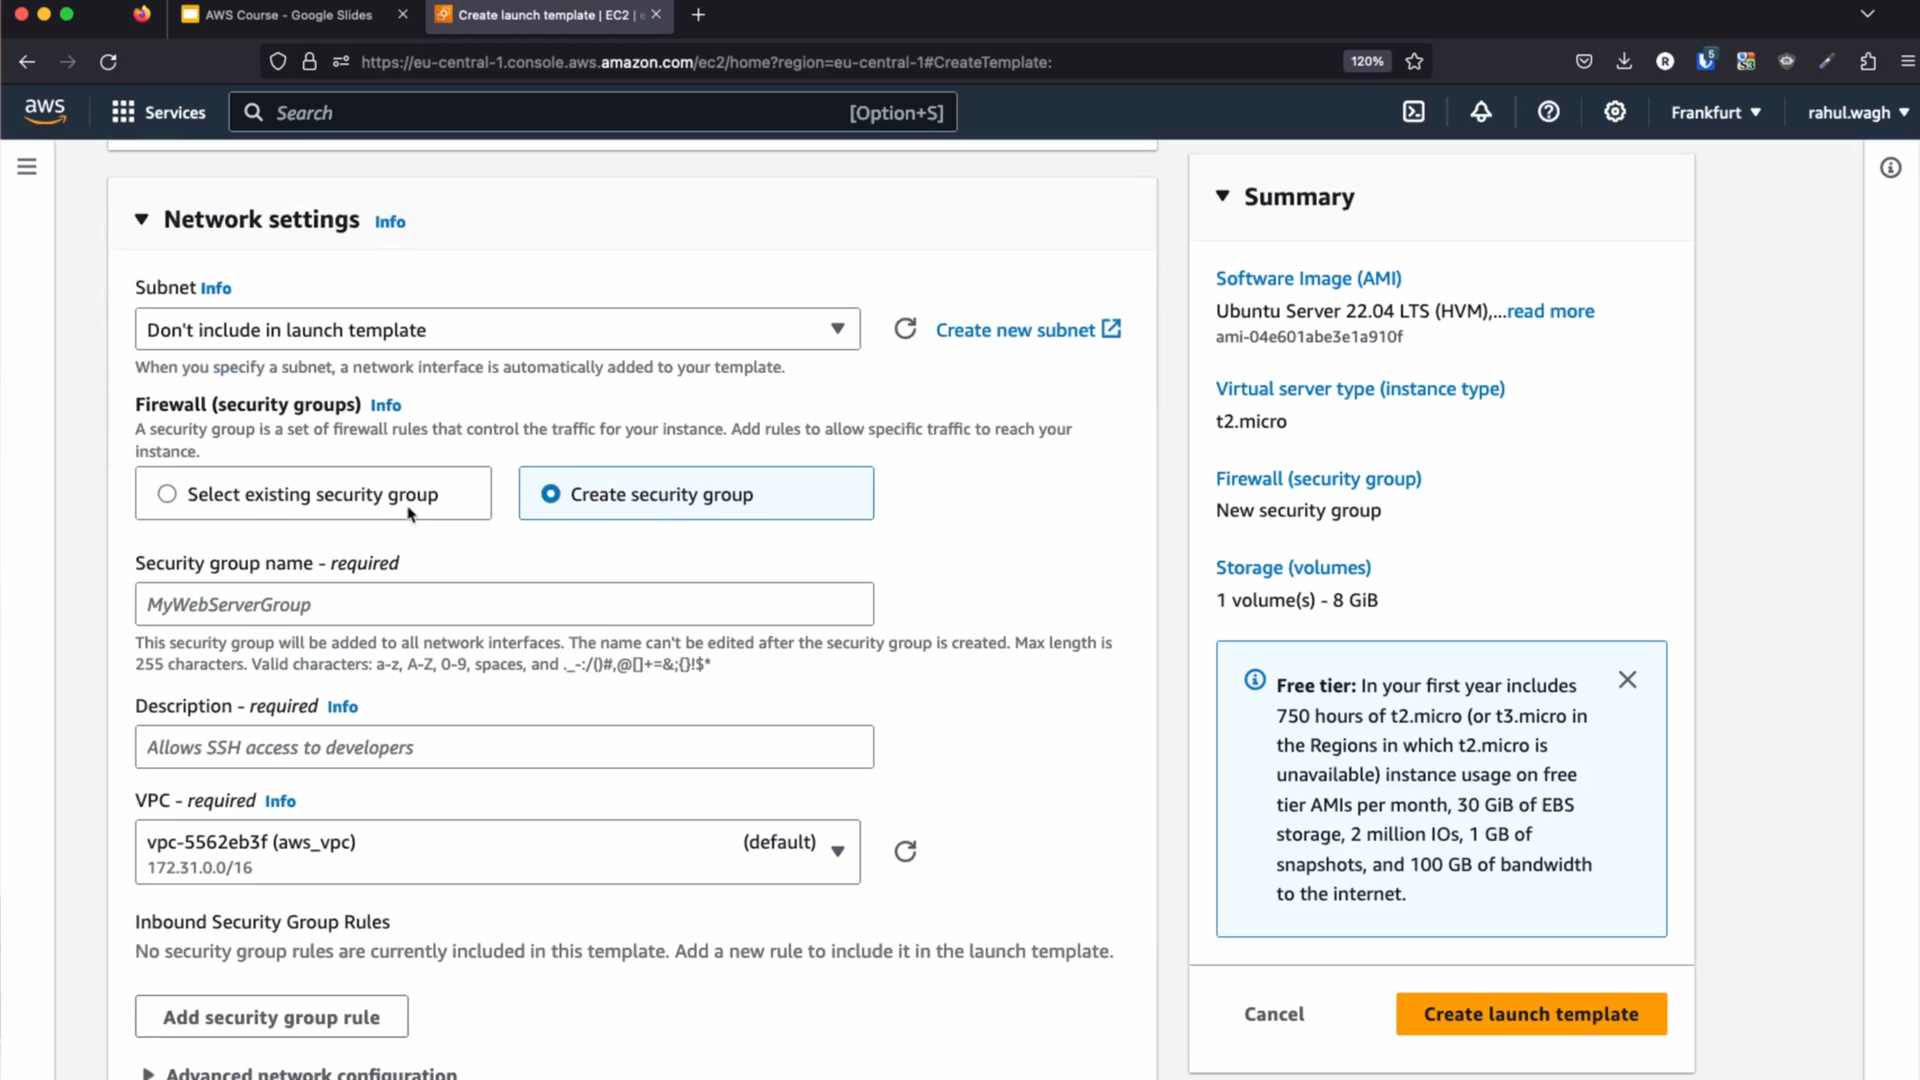 AWS Course - Google Slides
Create launch template | EC2 |
https://eu-central-1.console.aws.amazon.com/ec2/home?region=eu-central-1#CreateTemplate:
120%
5
R
aws
Services
Search
[Option+S]
Frankfurt
rahul.wagh
Network settings Info
Subnet Info
Don't include in launch template
Create new subnet
When you specify a subnet, a network interface is automatically added to your template.
Firewall (security groups) Info
A security group is a set of firewall rules that control the traffic for your instance. Add rules to allow specific traffic to reach your
instance.
Select existing security group
Create security group
Security group name - required
MyWebServerGroup
This security group will be added to all network interfaces. The name can't be edited after the security group is created. Max length is
255 characters. Valid characters: a-z, A-Z, 0-9, spaces, and ._-:/()#,@[]+=&;{}!$*
Description - required Info
Allows SSH access to developers
VPC - required Info
vpc-5562eb3f (aws_vpc)
(default)
172.31.0.0/16
Inbound Security Group Rules
No security group rules are currently included in this template. Add a new rule to include it in the launch template.
Add security group rule
Advanced network configuration
Summary
Software Image (AMI)
Ubuntu Server 22.04 LTS (HVM),...read more
ami-04e601abe3e1a910f
Virtual server type (instance type)
t2.micro
Firewall (security group)
New security group
Storage (volumes)
1 volume(s) - 8 GiB
Free tier: In your first year includes
750 hours of t2.micro (or t3.micro in
the Regions in which t2.micro is
unavailable) instance usage on free
tier AMIs per month, 30 GiB of EBS
storage, 2 million IOs, 1 GB of
snapshots, and 100 GB of bandwidth
to the internet.
Cancel
Create launch template